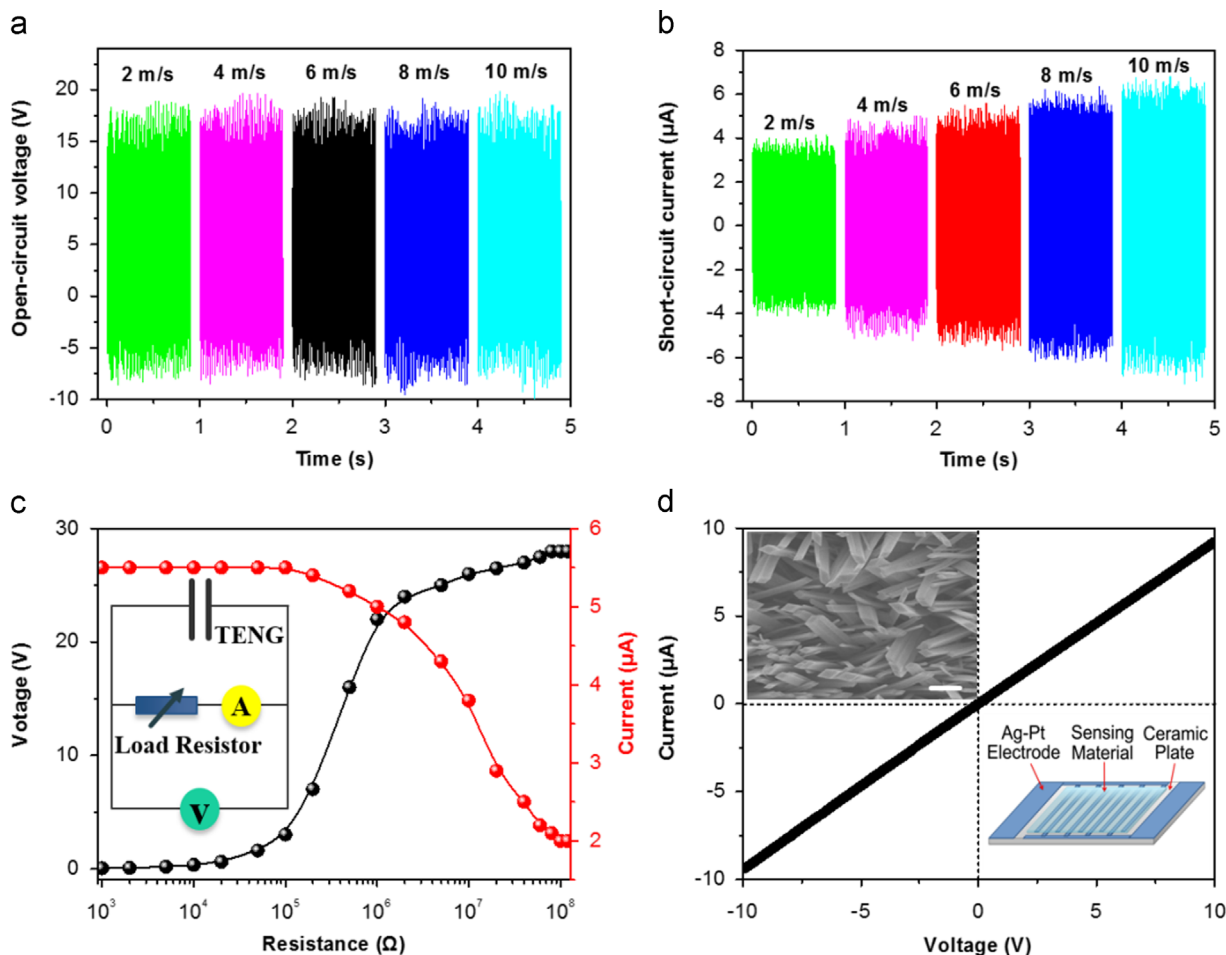 a
2 m/s 4 m/s 6 m/s 8 m/s 10 m/s
Open-circuit voltage (V)
20
15
10
5
0
-5
-10
0 1 2 3 4 5
Time (s)
b
2 m/s 4 m/s 6 m/s 8 m/s 10 m/s
Short-circuit current (µA)
8
6
4
2
0
-2
-4
-6
-8
0 1 2 3 4 5
Time (s)
c
Votage (V)
30
20
10
0
TENG
A
Load Resistor
V
Current (µA)
6
5
4
3
2
10³ 10⁴ 10⁵ 10⁶ 10⁷ 10⁸
Resistance (Ω)
d
Current (µA)
10
5
0
-5
-10
Ag-Pt Electrode
Sensing Material
Ceramic Plate
-10 -5 0 5 10
Voltage (V)